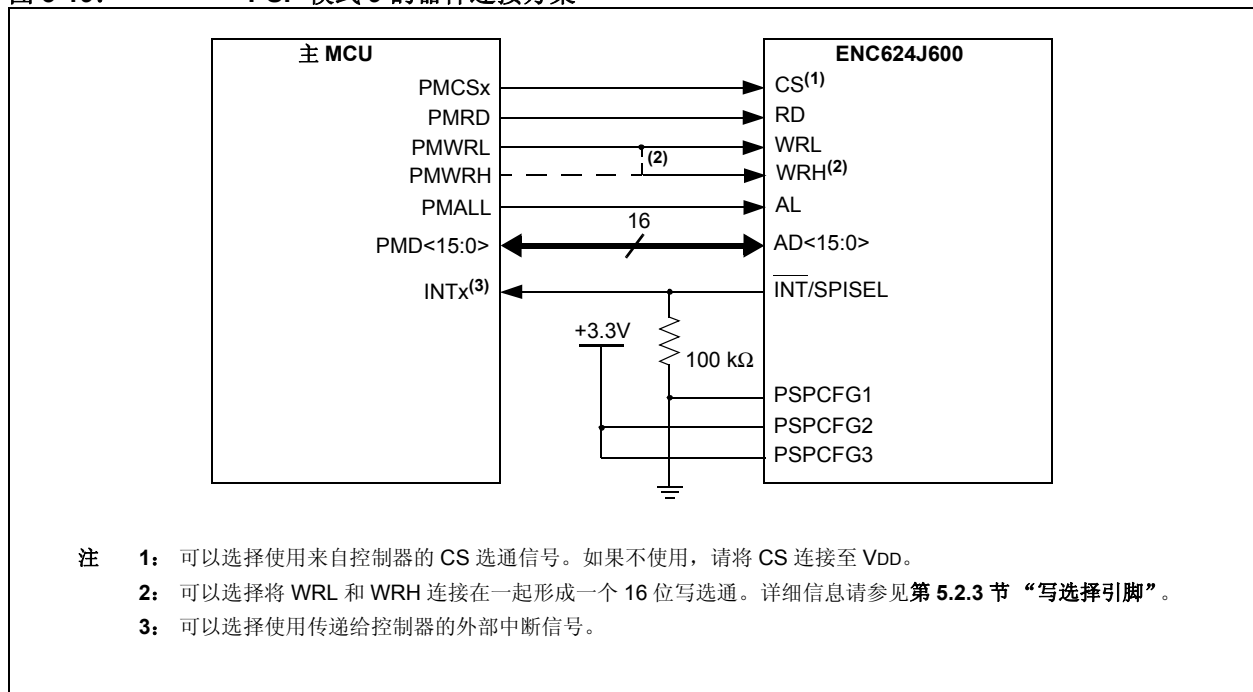 主 MCU
ENC624J600
PMCSx
CS(1)
PMRD
RD
PMWRL
WRL
(2)
PMWRH
WRH(2)
PMALL
AL
16
PMD<15:0>
AD<15:0>
INTx(3)
INT/SPISEL
+3.3V
100 kΩ
PSPCFG1
PSPCFG2
PSPCFG3
注 1： 可以选择使用来自控制器的 CS 选通信号。如果不使用，请将 CS 连接至 VDD。
2： 可以选择将 WRL 和 WRH 连接在一起形成一个 16 位写选通。详细信息请参见第 5.2.3 节 “写选择引脚”。
3： 可以选择使用传递给控制器的外部中断信号。